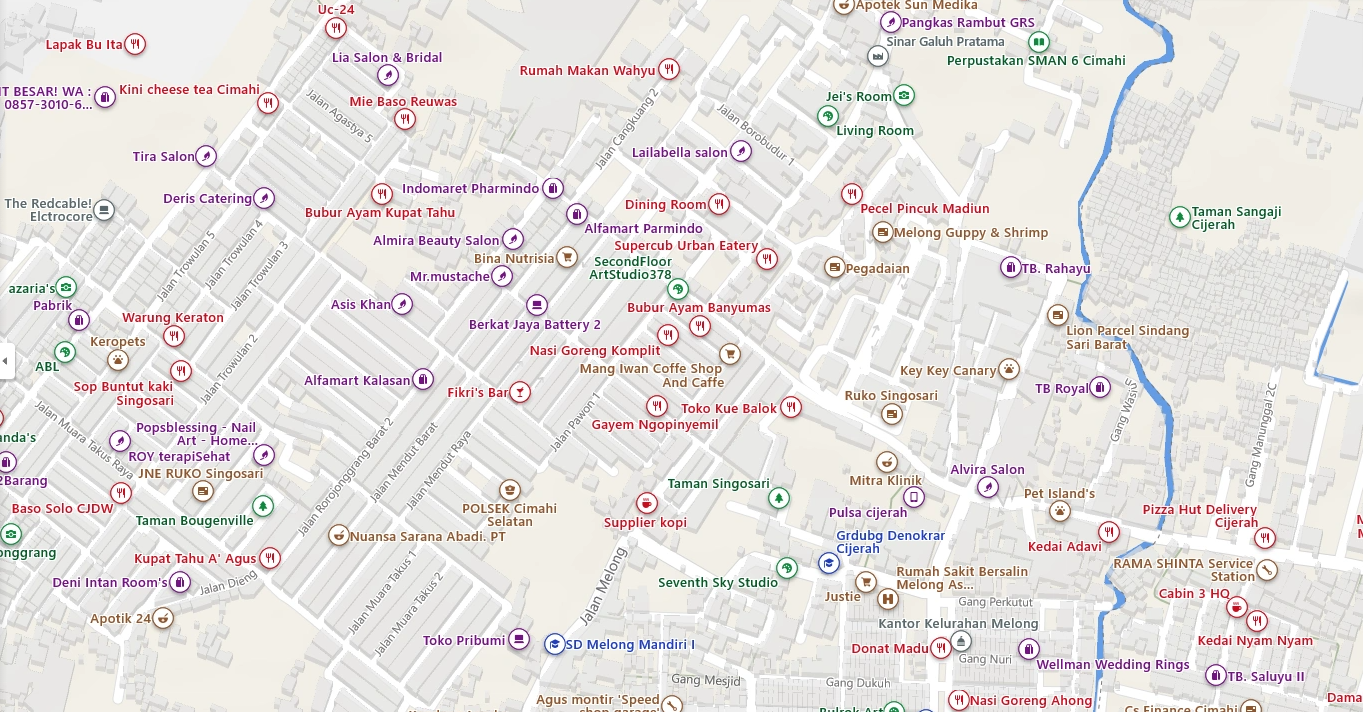 Uc-24
Apotek Sun Medika
Pangkas Rambut GRS
Lapak Bu Ita
Sinar Galuh Pratama
Lia Salon & Bridal
Perpustakan SMAN 6 Cimahi
Rumah Makan Wahyu
IT BESAR! WA :
0857-3010-6...
Kini cheese tea Cimahi
Mie Baso Reuwas
Jalan Agastya 5
Jalan Cangkuang 2
Jalan Borobudur 1
Jei's Room
Living Room
Tira Salon
Lailabella salon
Deris Catering
Indomaret Pharmindo
The Redcable!
Elctrocore
Bubur Ayam Kupat Tahu
Dining Room
Pecel Pincuk Madiun
Taman Sangaji
Cijerah
Alfamart Parmindo
Melong Guppy & Shrimp
Almira Beauty Salon
Supercub Urban Eatery
Jalan Trowulan 5
Jalan Trowulan 4
Jalan Trowulan 3
Bina Nutrisia
SecondFloor
ArtStudio378
Pegadaian
TB. Rahayu
Mr.mustache
azaria's
Pabrik
Asis Khan
Bubur Ayam Banyumas
Warung Keraton
Berkat Jaya Battery 2
Lion Parcel Sindang
Sari Barat
Keropets
ABL
Jalan Trowulan 2
Nasi Goreng Komplit
Mang Iwan Coffe Shop
And Caffe
Key Key Canary
Sop Buntut kaki
Singosari
Alfamart Kalasan
Fikri's Bar
TB Royal
Ruko Singosari
Gang Wasir
Gang Manunggal 2C
Toko Kue Balok
Jalan Pawon 1
Gayem Ngopinyemil
Jalan Muara Takus Raya
anda's
Popsblessing - Nail
Art - Home...
ROY terapiSehat
Jalan Rorojonggrang Barat 2
Jalan Mendut Barat
Jalan Mendut Raya
JNE RUKO Singosari
2Barang
Mitra Klinik
Alvira Salon
Taman Singosari
Pulsa cijerah
Pet Island's
Baso Solo CJDW
Taman Bougenville
POLSEK Cimahi
Selatan
Supplier kopi
Pizza Hut Delivery
Cijerah
Nuansa Sarana Abadi. PT
Grdubg Denokrar
Cijerah
Kedai Adavi
onggrang
Kupat Tahu A' Agus
Jalan Melong
RAMA SHINTA Service
Station
Deni Intan Room's
Jalan Dieng
Jalan Muara Takus 1
Jalan Muara Takus 2
Seventh Sky Studio
Rumah Sakit Bersalin
Melong As...
Justie
Cabin 3 HQ
Gang Perkutut
Apotik 24
Kantor Kelurahan Melong
Kedai Nyam Nyam
Toko Pribumi
SD Melong Mandiri I
Donat Madu
Gang Nuri
Wellman Wedding Rings
Gang Mesjid
Gang Dukuh
TB. Saluyu II
Agus montir 'Speed
shop garage'
Nasi Goreng Ahong
Cs Finance Cimahi
Dama